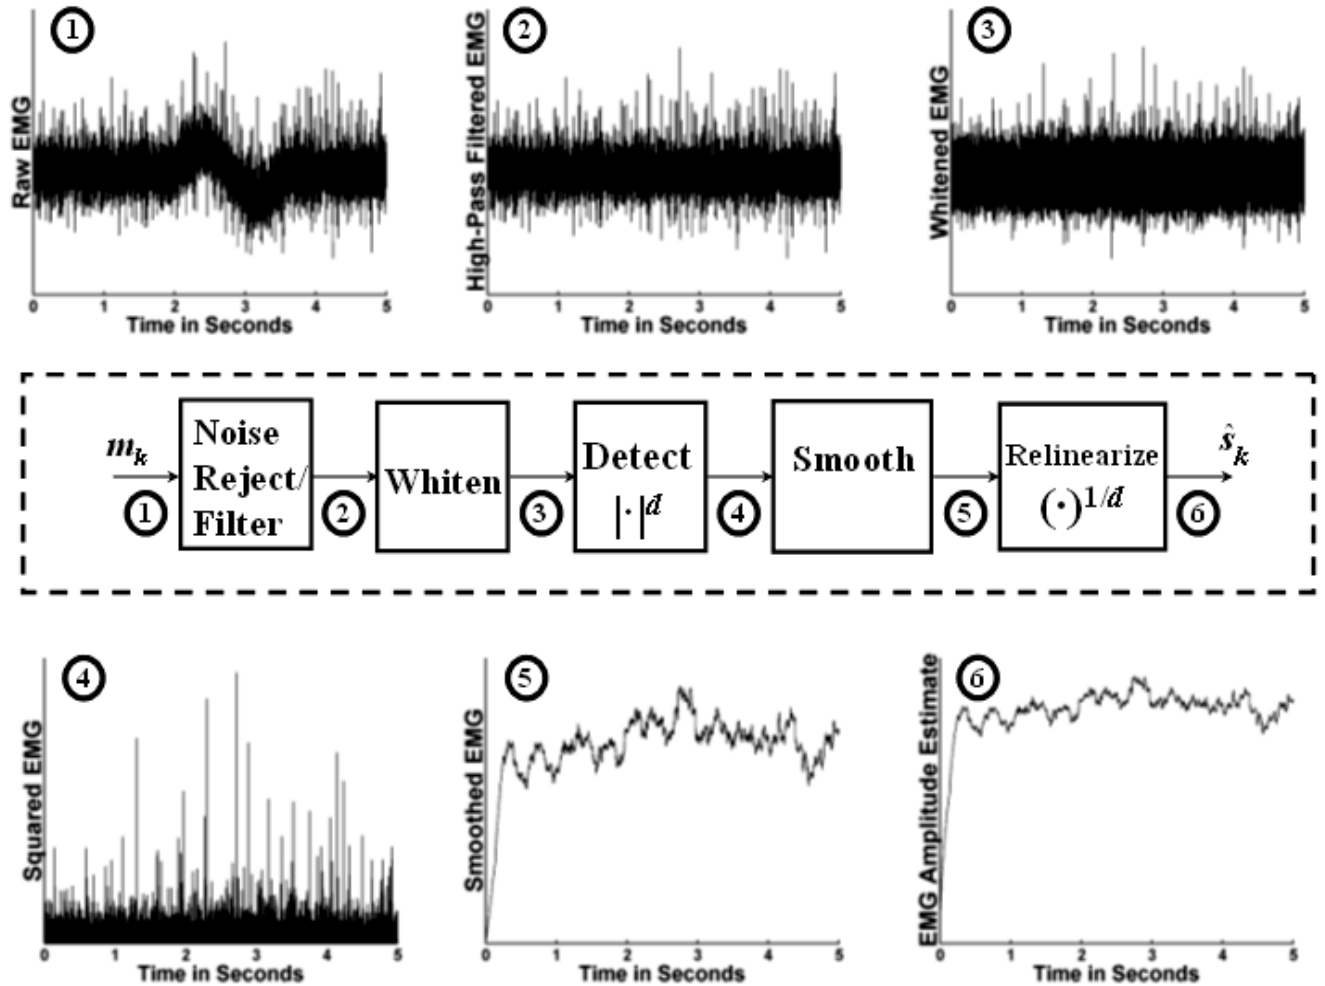 1
Raw EMG
0 1 2 3 4 5
Time in Seconds
2
High-Pass Filtered EMG
0 1 2 3 4 5
Time in Seconds
3
Whitened EMG
0 1 2 3 4 5
Time in Seconds
m_k
1
Noise
Reject/
Filter
2
Whiten
3
Detect
|·|^d
4
Smooth
5
Relinearize
(·)^{1/d}
ŝ_k
6
4
Squared EMG
0 1 2 3 4 5
Time in Seconds
5
Smoothed EMG
0 1 2 3 4 5
Time in Seconds
6
EMG Amplitude Estimate
0 1 2 3 4 5
Time in Seconds